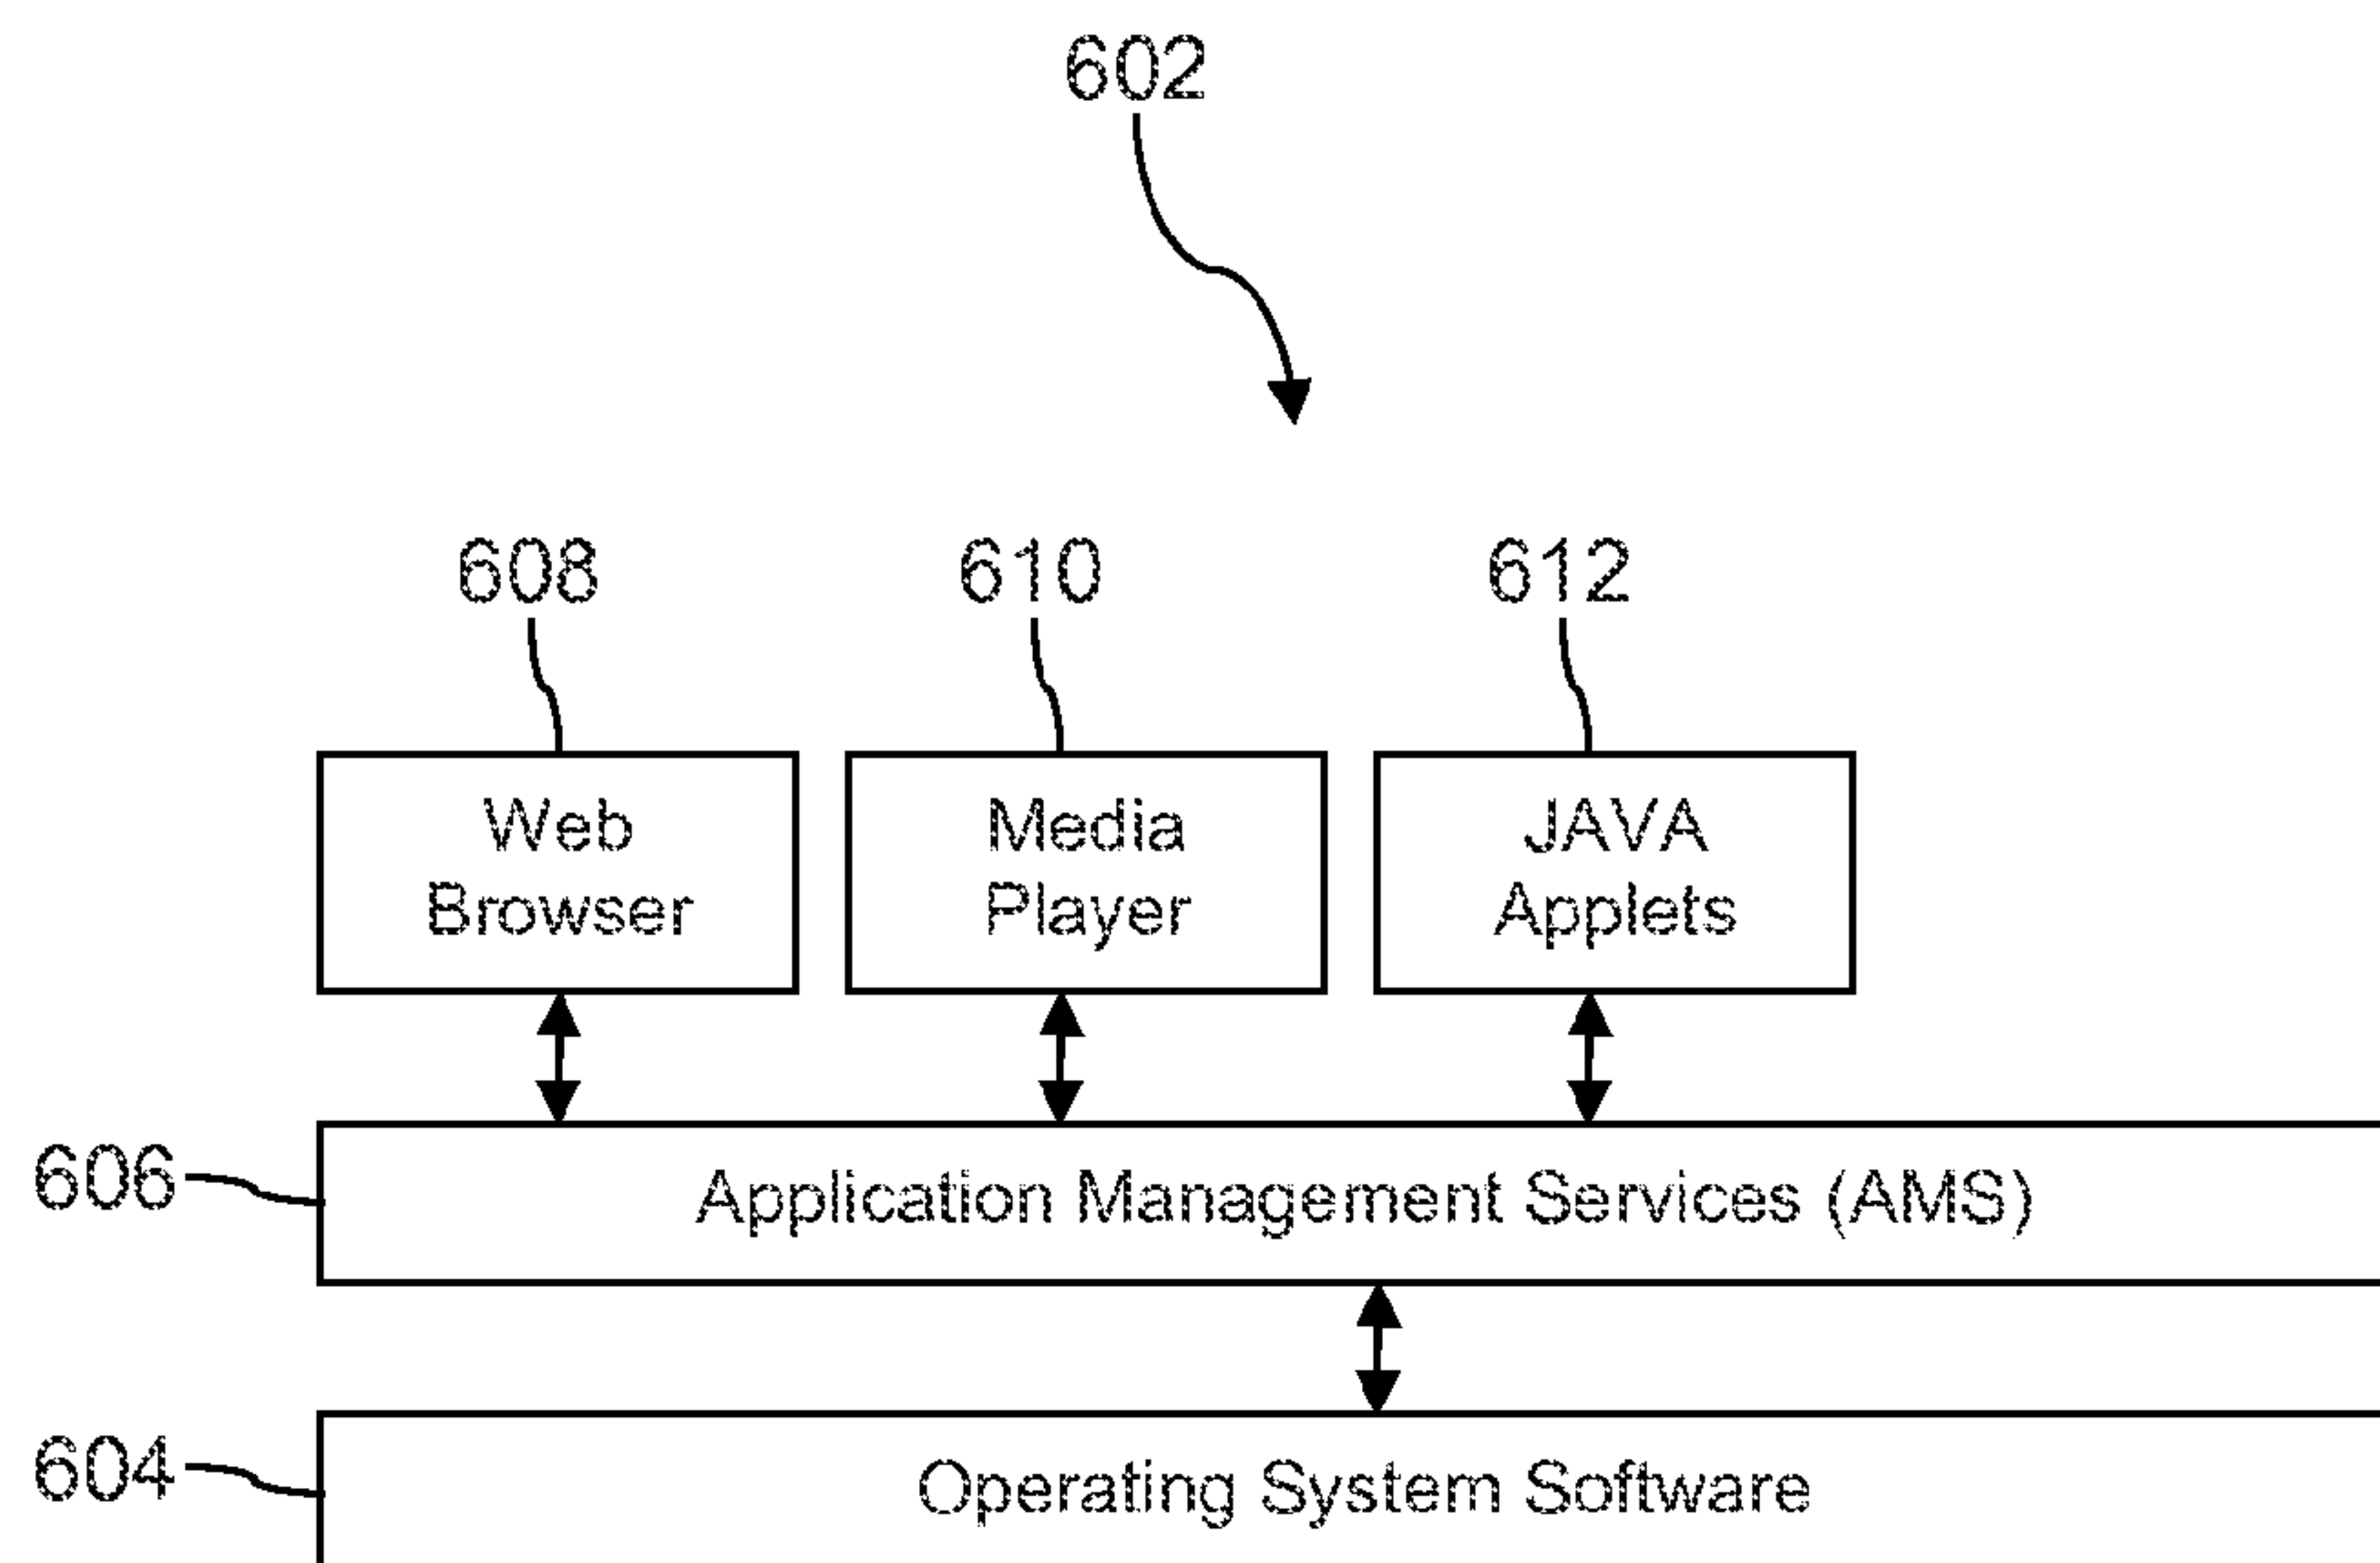 602
608
610
612
Web
Browser
Media
Player
JAVA
Applets
606
Application Management Services (AMS)
604
Operating System Software